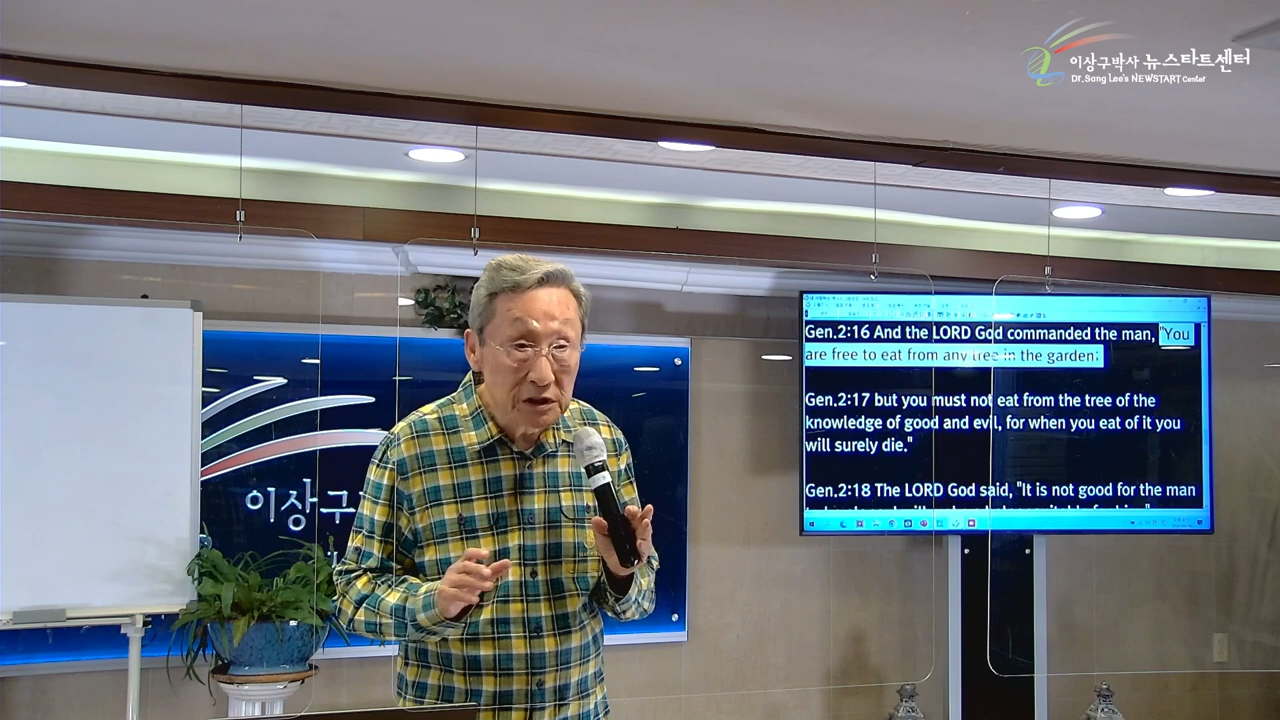 이상구박사 뉴스타트센터
Dr. Sang Lee's NEWSTART Center
이상구
Gen.2:16 And the LORD God commanded the man, "You
are free to eat from any tree in the garden;
Gen.2:17 but you must not eat from the tree of the
knowledge of good and evil, for when you eat of it you
will surely die."
Gen.2:18 The LORD God said, "It is not good for the man